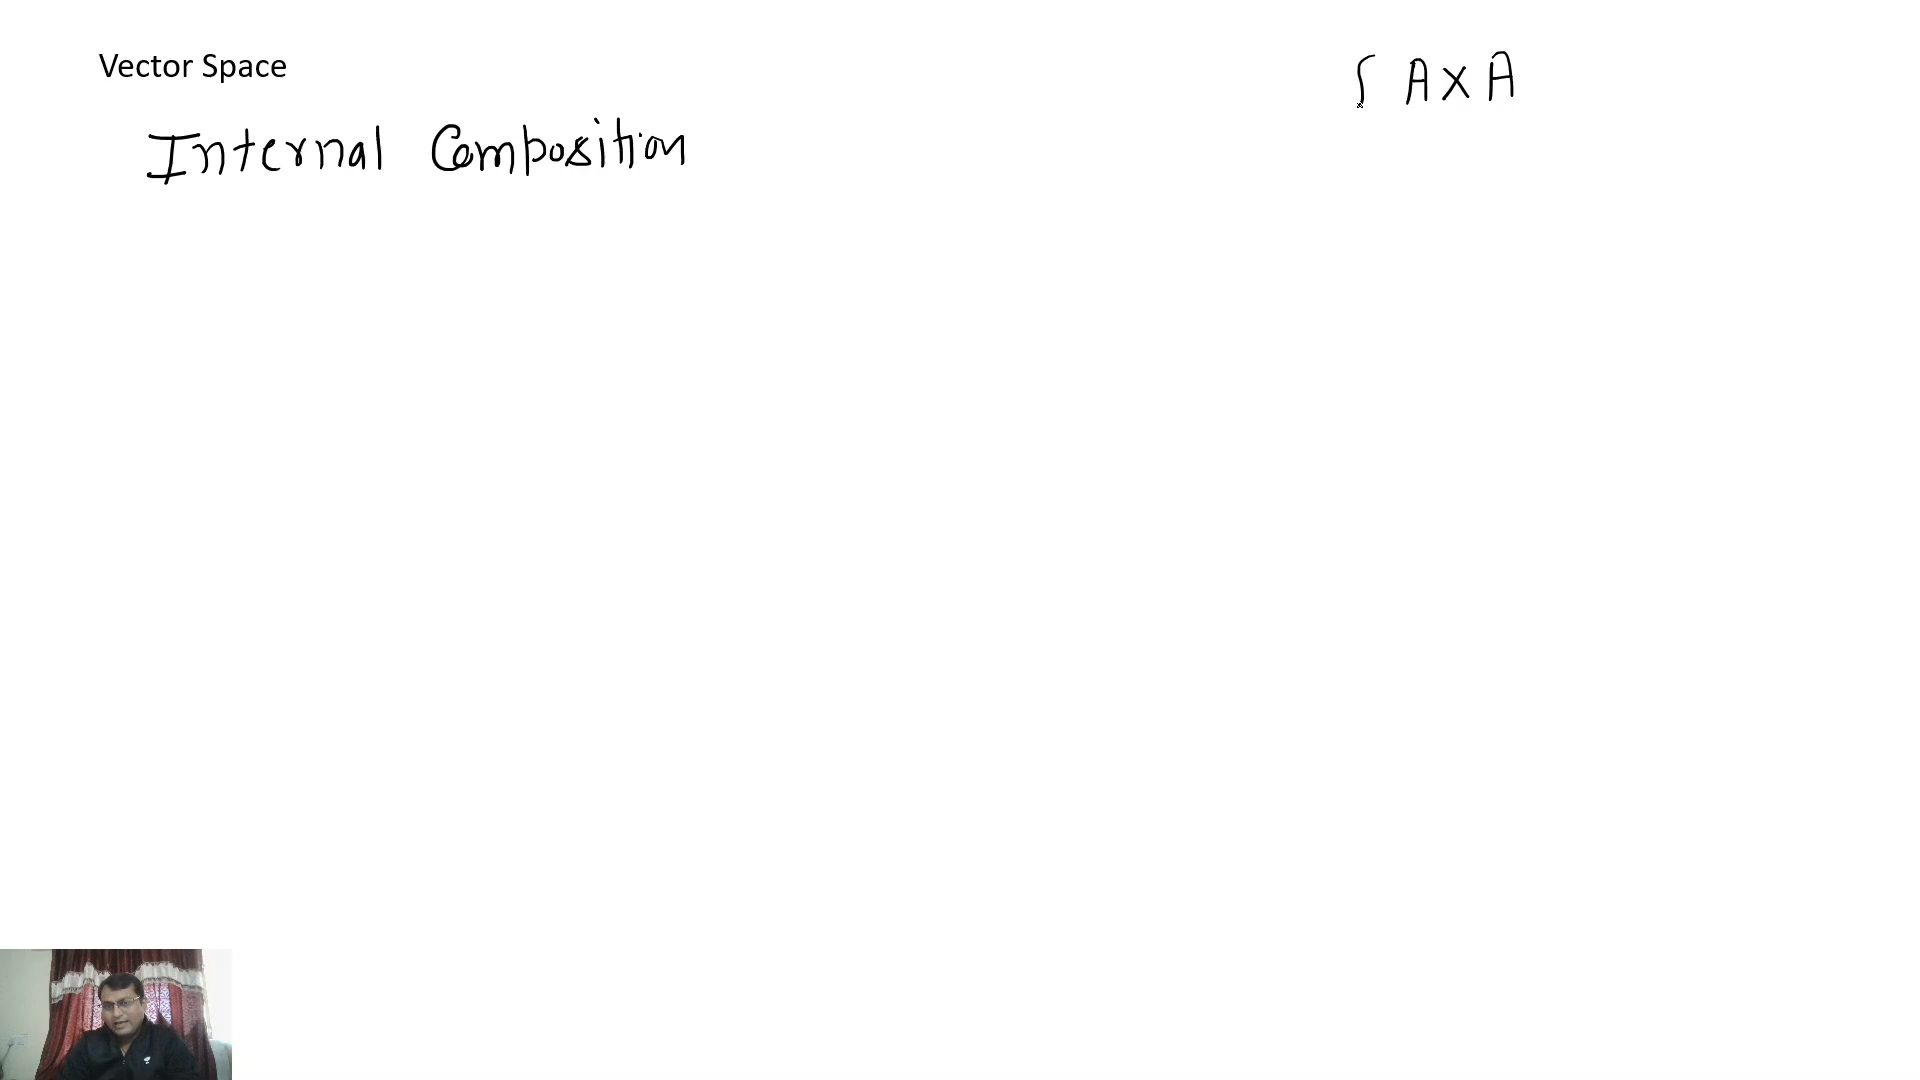 Vector Space
∫ A X A
Internal Composition